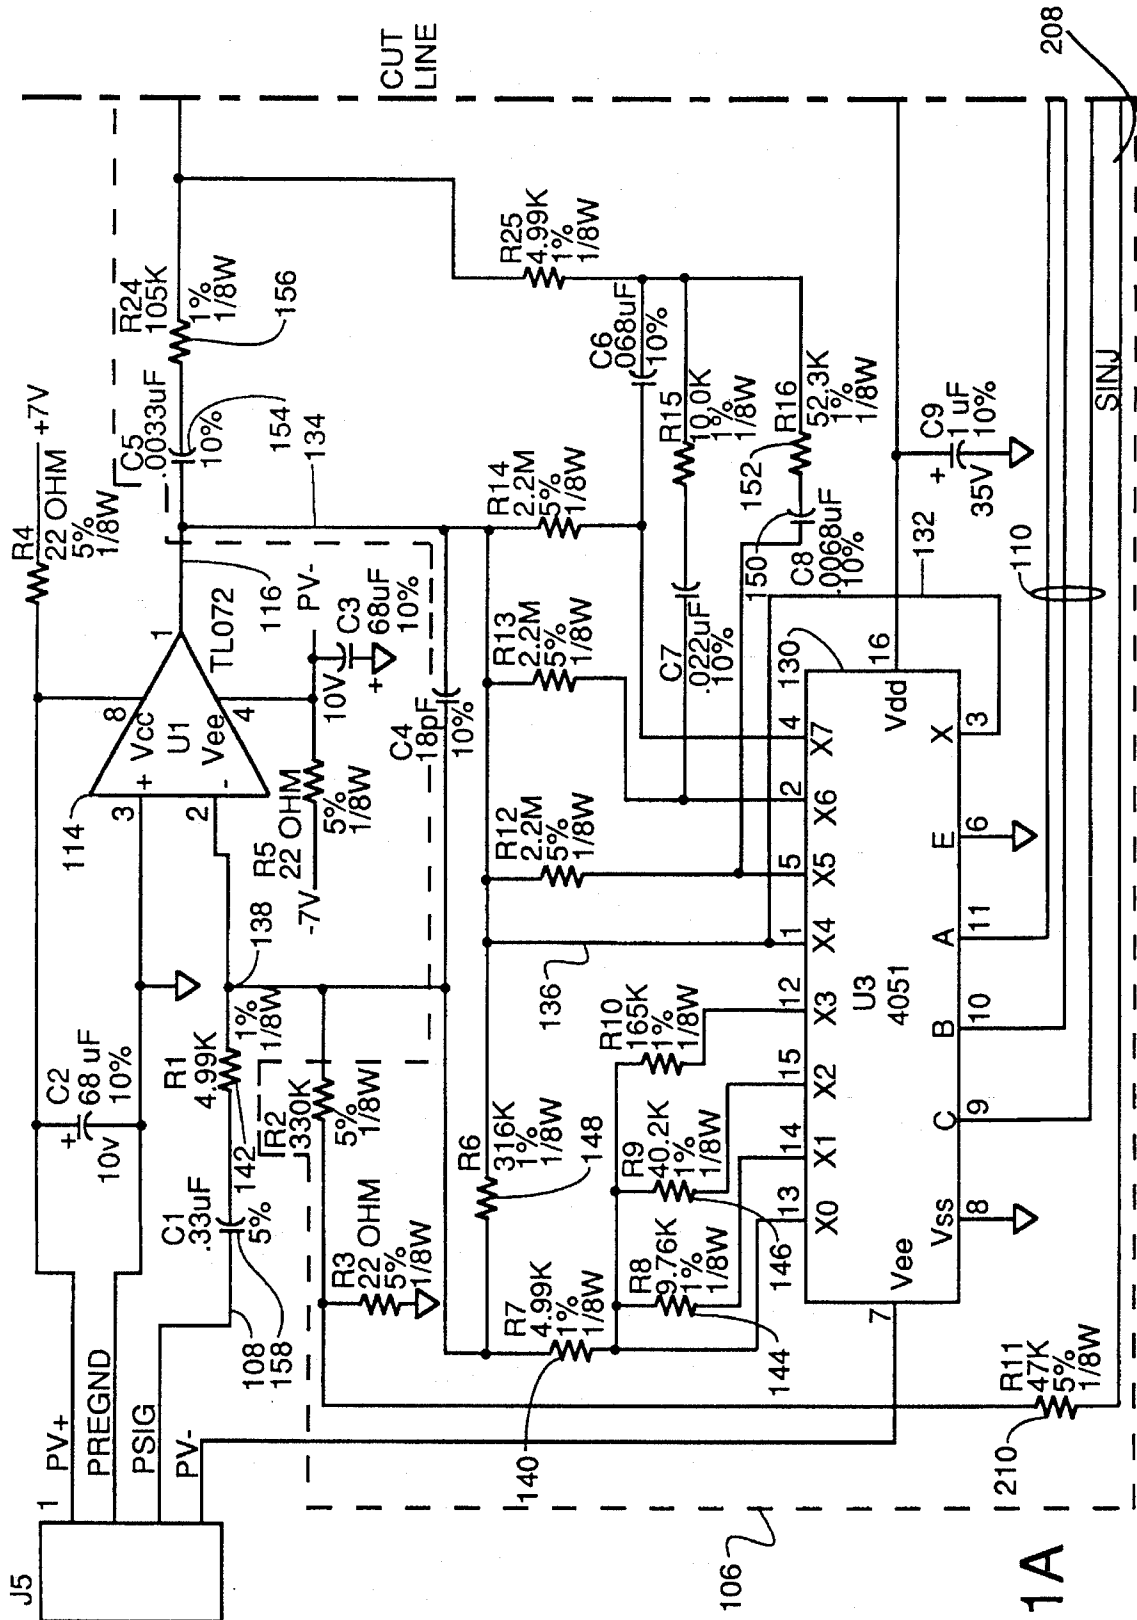 J5
1
PV+
PREGND
PSIG
PV-
C2
68 uF
10%
+
10v
C1
.33uF
5%
108
158
142
R1
4.99K
1%
1/8W
138
114
3
2
+
-
8
Vcc
U1
Vee
4
1
TL072
116
R4
22 OHM
5%
1/8W
+7V
R5
22 OHM
5%
1/8W
-7V
PV-
10V
C3
68uF
10%
+
C5
.0033uF
10%
154
134
R24
105K
1%
1/8W
156
CUT
LINE
R2
330K
5%
1/8W
R3
22 OHM
5%
1/8W
C4
18pF
10%
R6
316K
1%
1/8W
148
R7
4.99K
1%
1/8W
140
R8
9.76K
1%
1/8W
144
R9
40.2K
1%
1/8W
146
R10
165K
1%
1/8W
136
R12
2.2M
5%
1/8W
R13
2.2M
5%
1/8W
R14
2.2M
5%
1/8W
R25
4.99K
1%
1/8W
C6
.068uF
10%
R15
10.0K
1%
1/8W
C7
.022uF
10%
R16
52.3K
1%
1/8W
152
150
C8
.0068uF
10%
130
132
13
14
15
12
1
5
2
4
X0
X1
X2
X3
X4
X5
X6
X7
7
Vee
U3
4051
Vdd
16
Vss
C
B
A
E
X
8
9
10
11
6
3
+
C9
1 uF
10%
35V
110
SINJ
208
R11
47K
5%
1/8W
210
106
1A